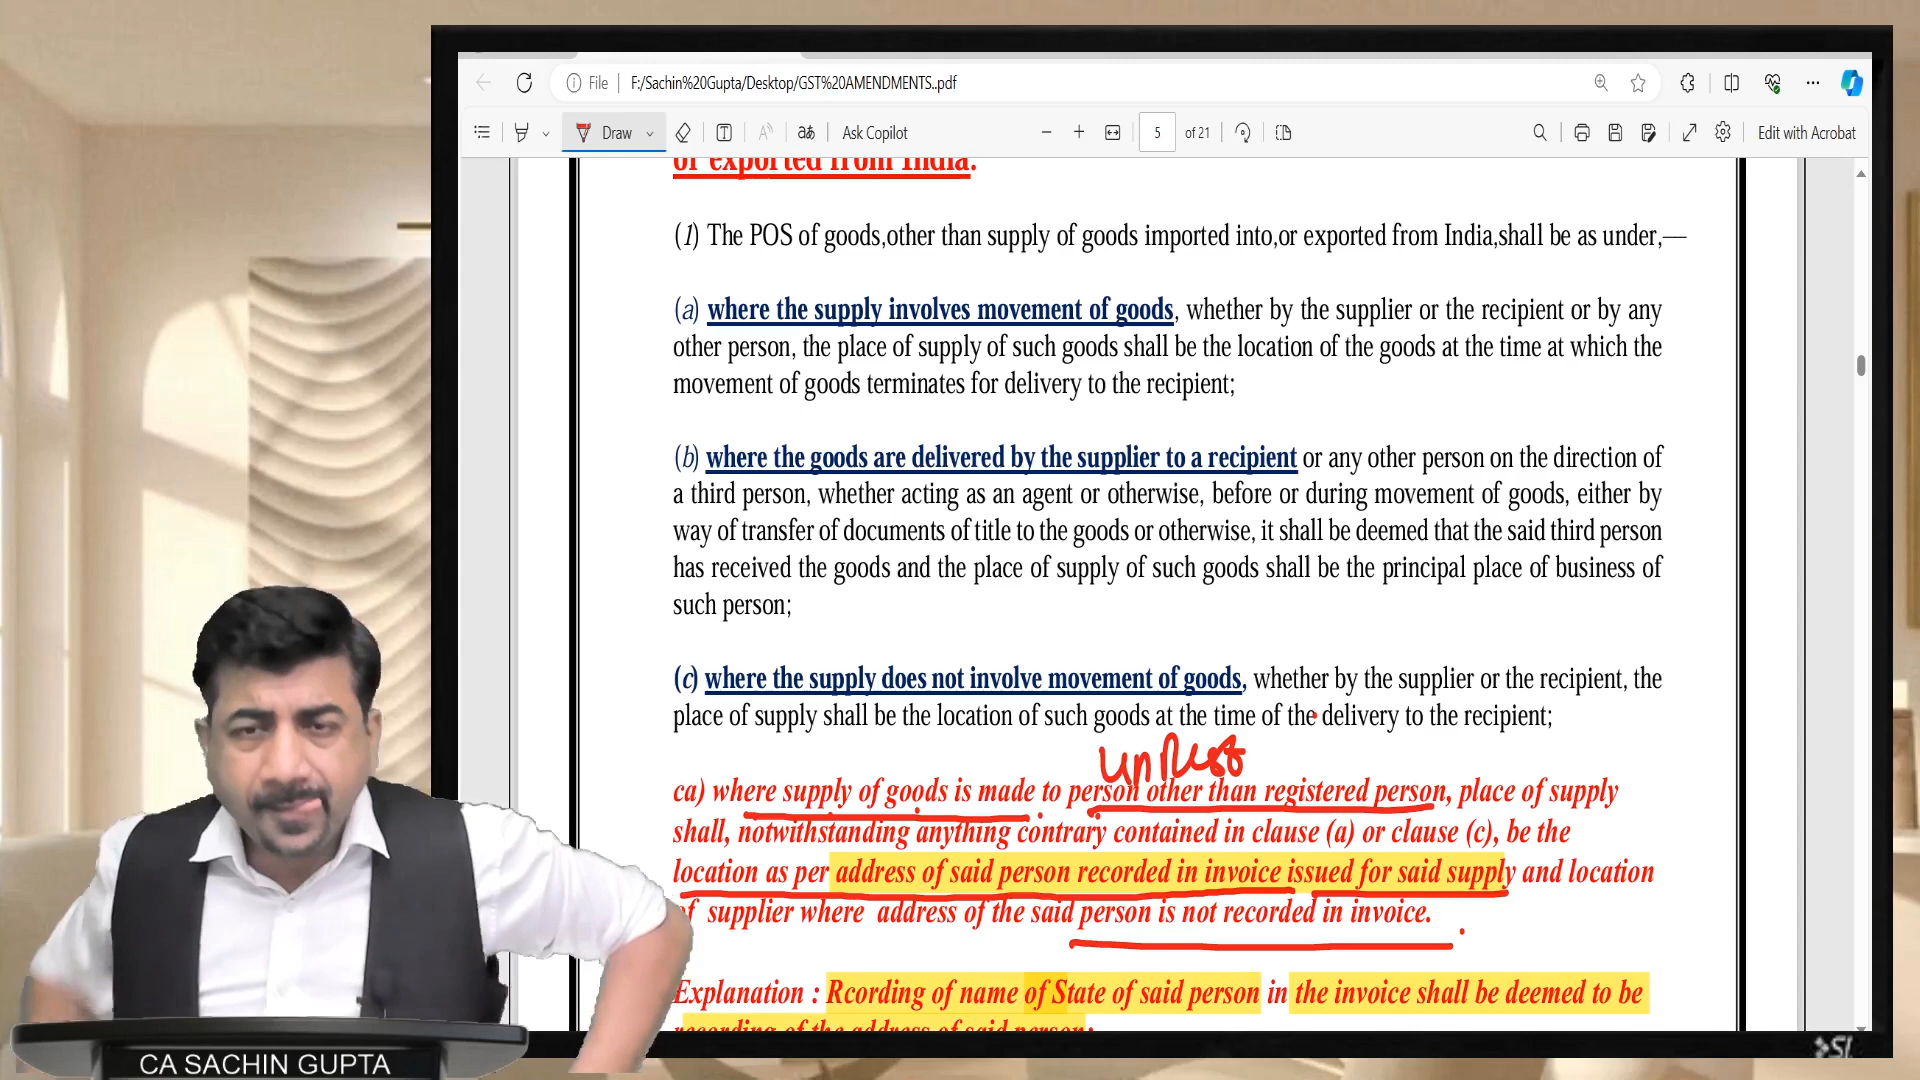 File F:/Sachin%20Gupta/Desktop/GST%20AMENDMENTS..pdf
Draw aあ Ask Copilot 5 of 21 Edit with Acrobat
or exported from India.
(1) The POS of goods,other than supply of goods imported into,or exported from India,shall be as under,—
(a) where the supply involves movement of goods, whether by the supplier or the recipient or by any
other person, the place of supply of such goods shall be the location of the goods at the time at which the
movement of goods terminates for delivery to the recipient;
(b) where the goods are delivered by the supplier to a recipient or any other person on the direction of
a third person, whether acting as an agent or otherwise, before or during movement of goods, either by
way of transfer of documents of title to the goods or otherwise, it shall be deemed that the said third person
has received the goods and the place of supply of such goods shall be the principal place of business of
such person;
(c) where the supply does not involve movement of goods, whether by the supplier or the recipient, the
place of supply shall be the location of such goods at the time of the delivery to the recipient;
ca) where supply of goods is made to person other than registered person, place of supply
shall, notwithstanding anything contrary contained in clause (a) or clause (c), be the
location as per address of said person recorded in invoice issued for said supply and location
of supplier where address of the said person is not recorded in invoice.
Explanation : Rcording of name of State of said person in the invoice shall be deemed to be
recording of the address of said person;
CA SACHIN GUPTA